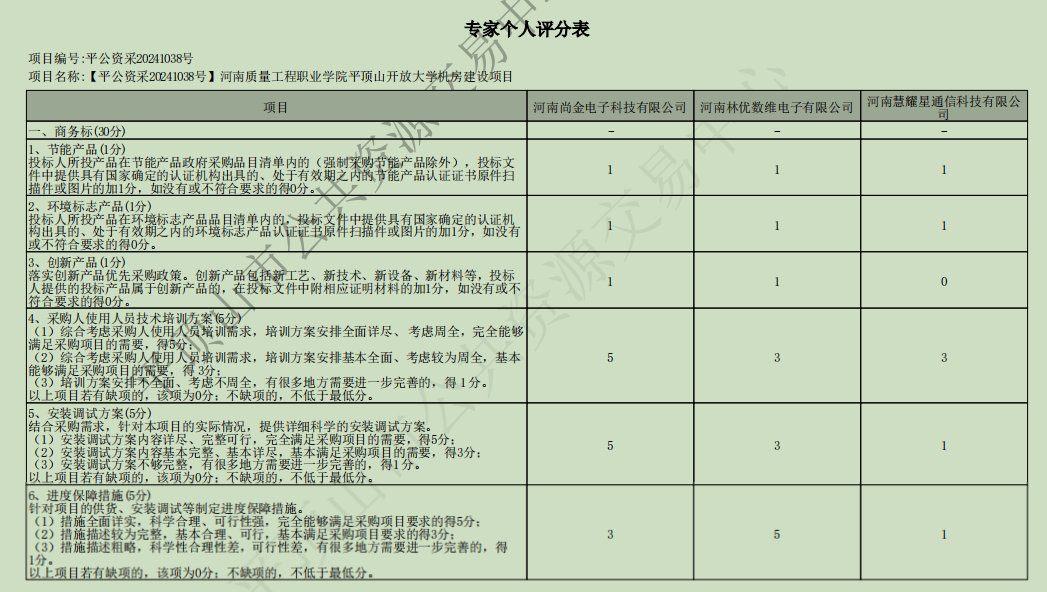 专家个人评分表
项目编号:平公资采20241038号
项目名称:【平公资采20241038号】河南质量工程职业学院平顶山开放大学机房建设项目
项目
河南尚金电子科技有限公司
河南林优数维电子有限公司
河南慧耀星通信科技有限公
司
一、商务标(30分)
－
－
－
1、节能产品(1分)
投标人所投产品在节能产品政府采购品目清单内的（强制采购节能产品除外），投标文
件中提供具有国家确定的认证机构出具的、处于有效期之内的节能产品认证证书原件扫
描件或图片的加1分，如没有或不符合要求的得0分。
1
1
1
2、环境标志产品(1分)
投标人所投产品在环境标志产品品目清单内的，投标文件中提供具有国家确定的认证机
构出具的、处于有效期之内的环境标志产品认证证书原件扫描件或图片的加1分，如没有
或不符合要求的得0分。
1
1
1
3、创新产品(1分)
落实创新产品优先采购政策。创新产品包括新工艺、新技术、新设备、新材料等，投标
人提供的投标产品属于创新产品的，在投标文件中附相应证明材料的加1分，如没有或不
符合要求的得0分。
1
1
0
4、采购人使用人员技术培训方案(5分)
（1）综合考虑采购人使用人员培训需求，培训方案安排全面详尽、 考虑周全，完全能够
满足采购项目的需要，得5分；
（2）综合考虑采购人使用人员培训需求，培训方案安排基本全面、考虑较为周全，基本
能够满足采购项目的需要，得 3分；
（3）培训方案安排不全面、考虑不周全，有很多地方需要进一步完善的，得 1 分。
以上项目若有缺项的，该项为0分；不缺项的，不低于最低分。
5
3
3
5、安装调试方案(5分)
结合采购需求，针对本项目的实际情况，提供详细科学的安装调试方案。
（1）安装调试方案内容详尽、完整可行，完全满足采购项目的需要，得5分；
（2）安装调试方案内容基本完整、基本详尽，基本满足采购项目的需要，得3分；
（3）安装调试方案不够完整，有很多地方需要进一步完善的，得1 分。
以上项目若有缺项的，该项为0分；不缺项的，不低于最低分。
5
3
1
6、进度保障措施(5分)
针对项目的供货、安装调试等制定进度保障措施。
（1）措施全面详实，科学合理、可行性强，完全能够满足采购项目要求的得5分；
（2）措施描述较为完整，基本合理、可行，基本满足采购项目要求的得3分；
（3）措施描述粗略，科学性合理性差，可行性差，有很多地方需要进一步完善的，得
1分。
以上项目若有缺项的，该项为0分；不缺项的，不低于最低分。
3
5
1
平顶山市公共资源交易中
平顶山市公共资源交易中心